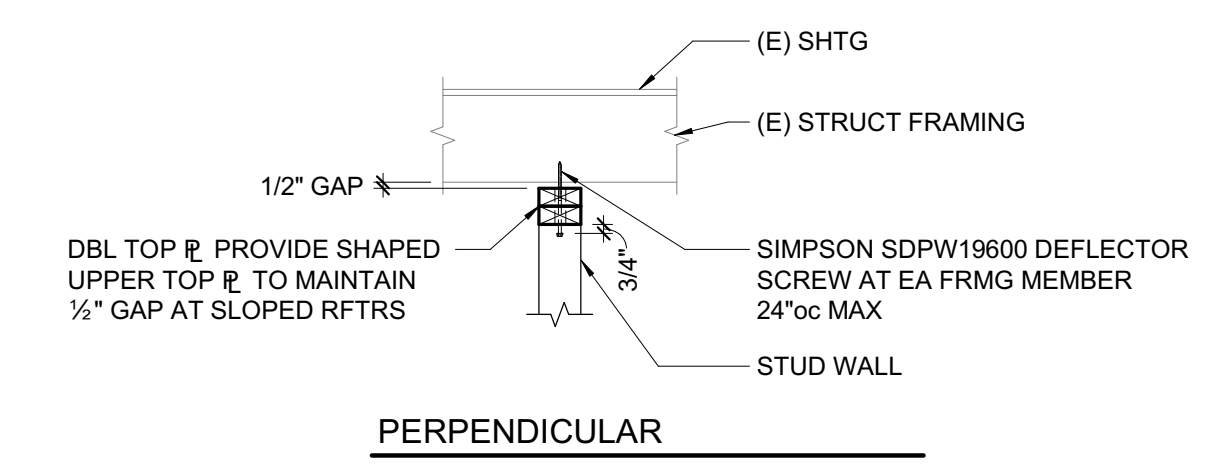 (E) SHTG
(E) STRUCT FRAMING
1/2" GAP
DBL TOP ⅊ PROVIDE SHAPED
UPPER TOP ⅊ TO MAINTAIN
½" GAP AT SLOPED RFTRS
3/4"
SIMPSON SDPW19600 DEFLECTOR
SCREW AT EA FRMG MEMBER
24"oc MAX
STUD WALL
PERPENDICULAR